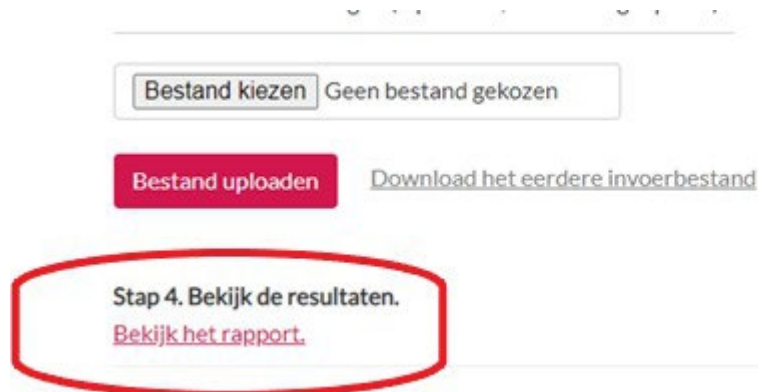 Bestand kiezen Geen bestand gekozen
Bestand uploaden Download het eerdere invoerbestand
Stap 4. Bekijk de resultaten.
Bekijk het rapport.